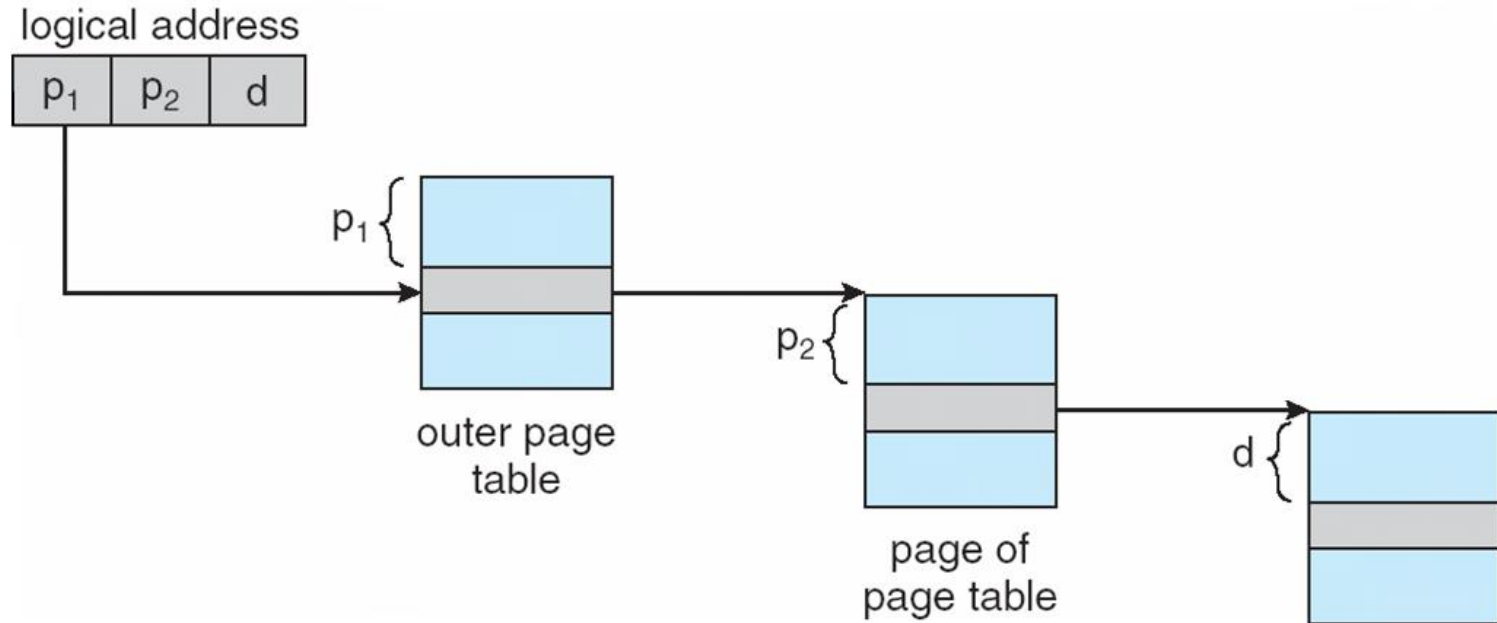 logical address
p₁ p₂ d
p₁
outer page
table
p₂
page of
page table
d